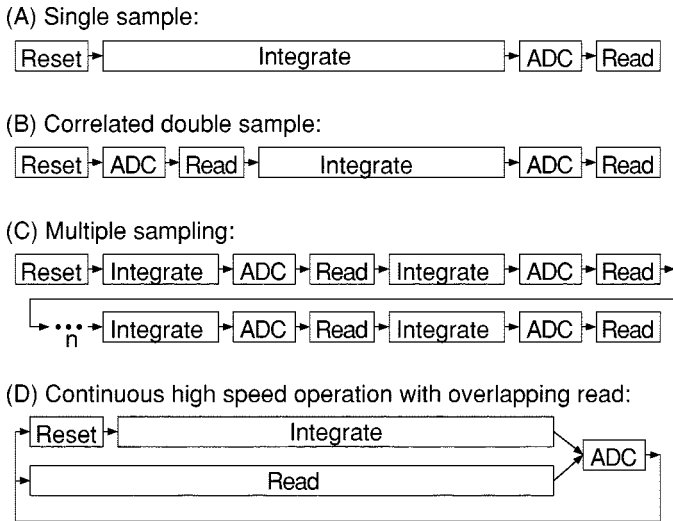 (A) Single sample:
Reset Integrate ADC Read
(B) Correlated double sample:
Reset ADC Read Integrate ADC Read
(C) Multiple sampling:
Reset Integrate ADC Read Integrate ADC Read
n Integrate ADC Read Integrate ADC Read
(D) Continuous high speed operation with overlapping read:
Reset Integrate
ADC
Read